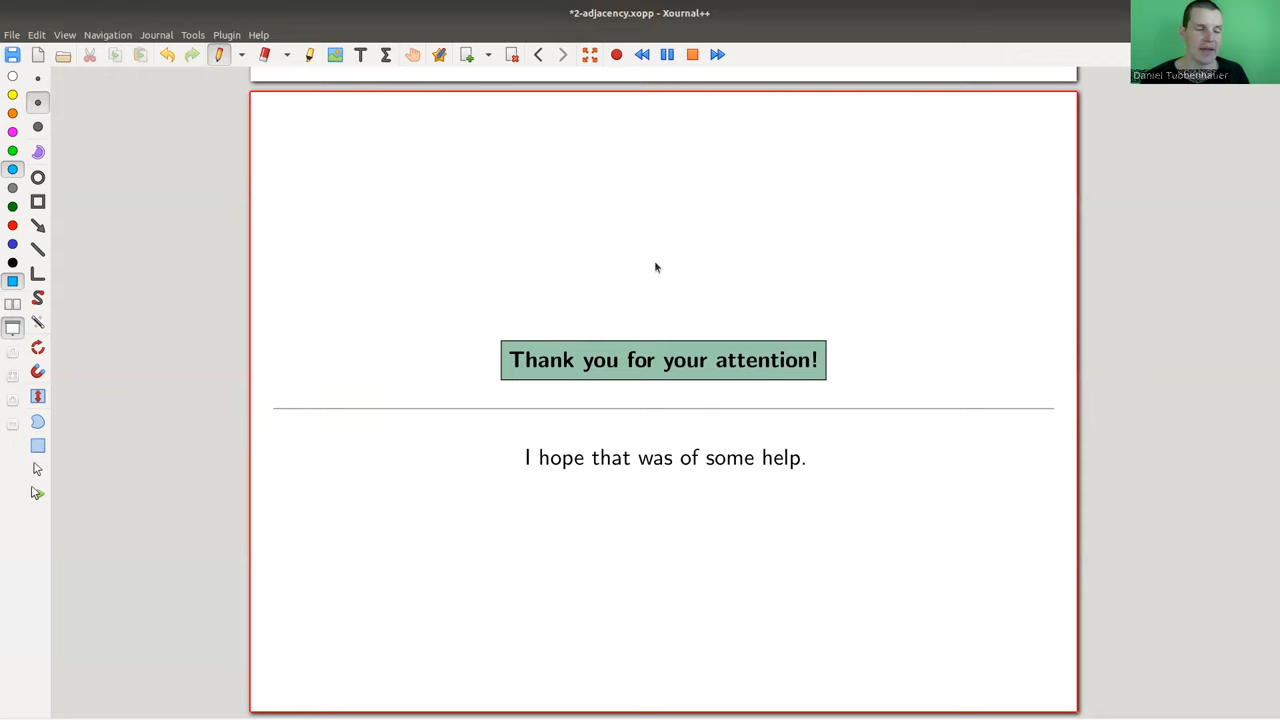 *2-adjacency.xopp - Xournal++
File Edit View Navigation Journal Tools Plugin Help
Daniel Tubbenhauer
Thank you for your attention!
I hope that was of some help.